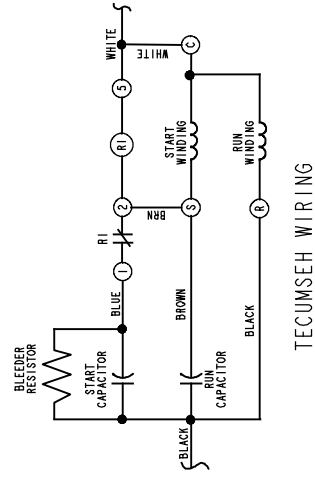 WHITE
WHITE
C
5
R1
START
WINDING
RUN
WINDING
2
BRN
S
R
R1
1
BLUE
BROWN
BLACK
BLEEDER
RESISTOR
START
CAPACITOR
RUN
CAPACITOR
BLACK
TECUMSEH WIRING